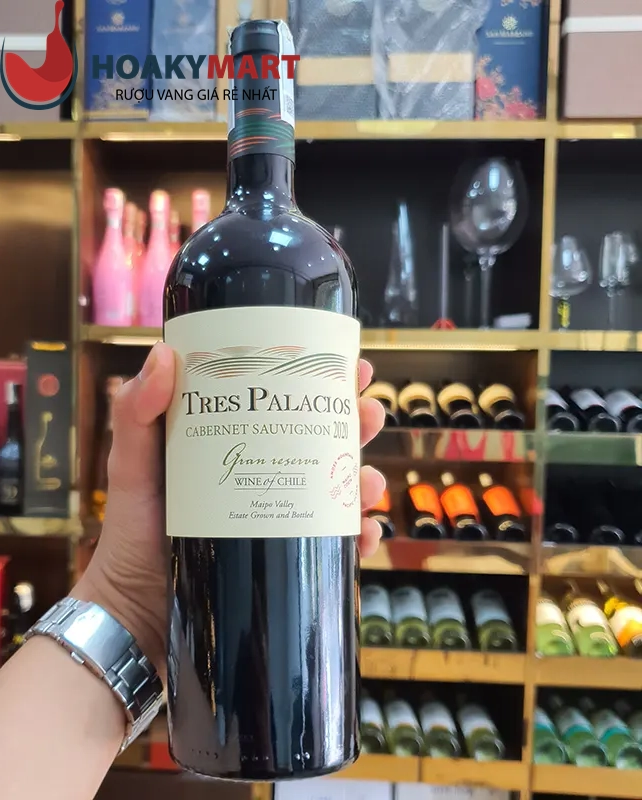 HOAKYMART
RƯỢU VANG GIÁ RẺ NHẤT
TRES PALACIOS
CABERNET SAUVIGNON 2020
Gran reserva
WINE of CHILE
Maipo Valley
Estate Grown and Bottled